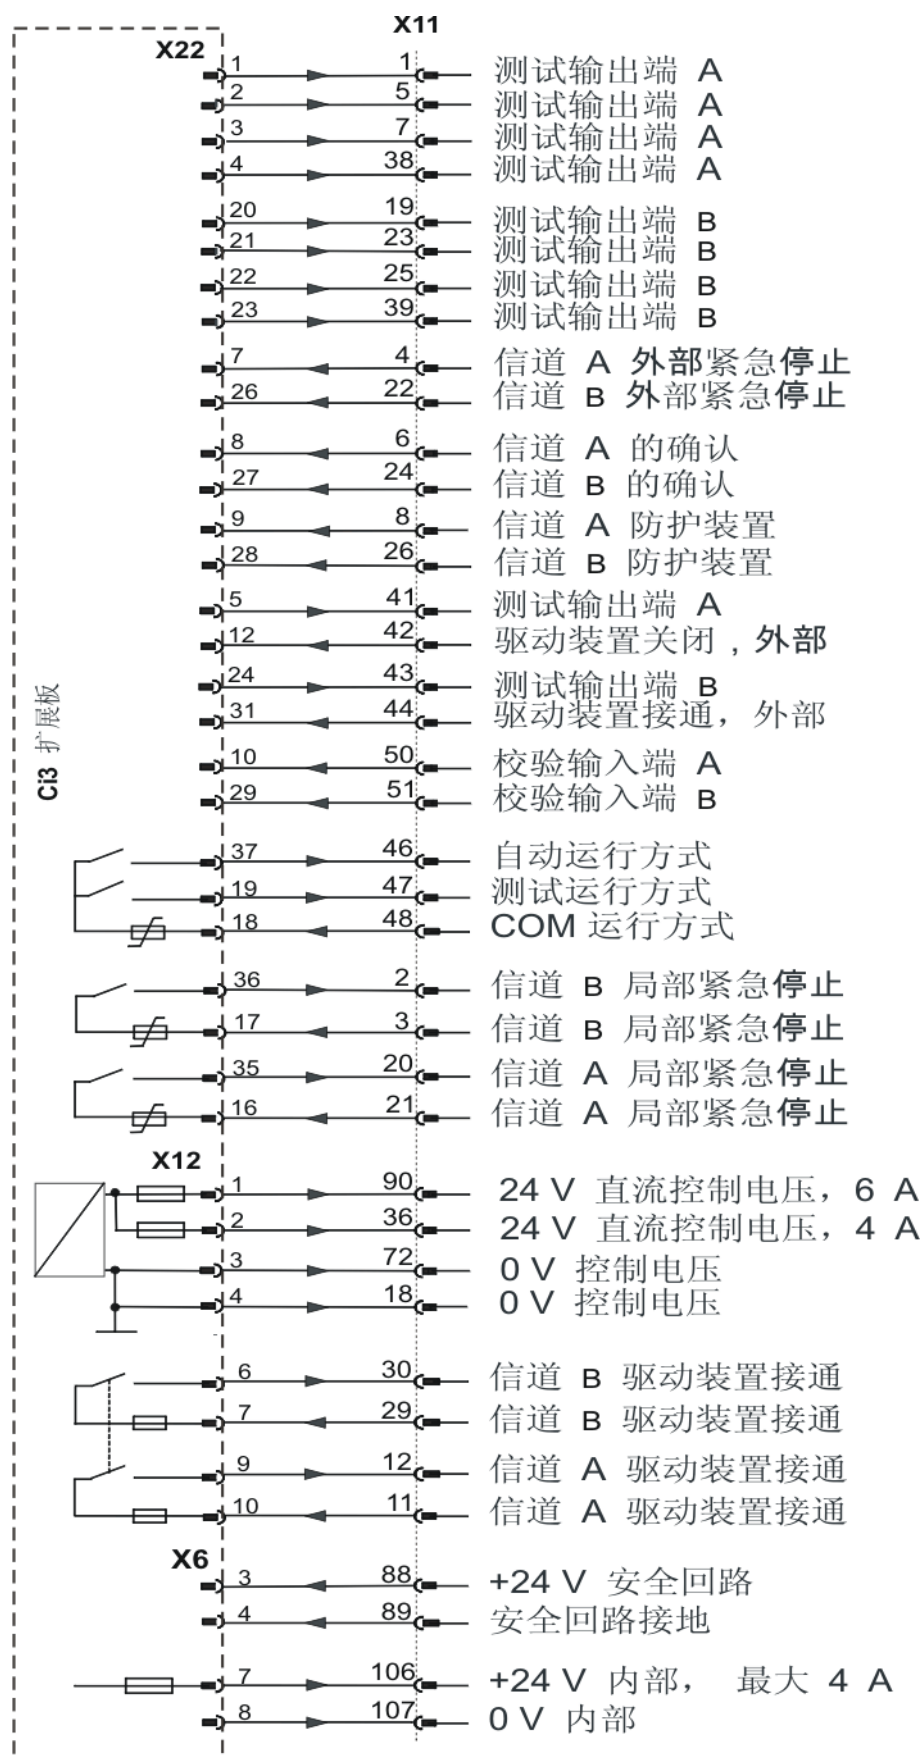 X11
X22
1 1 测试输出端 A
2 5 测试输出端 A
3 7 测试输出端 A
4 38 测试输出端 A
20 19 测试输出端 B
21 23 测试输出端 B
22 25 测试输出端 B
23 39 测试输出端 B
7 4 信道 A 外部紧急停止
26 22 信道 B 外部紧急停止
8 6 信道 A 的确认
27 24 信道 B 的确认
9 8 信道 A 防护装置
28 26 信道 B 防护装置
5 41 测试输出端 A
12 42 驱动装置关闭,外部
24 43 测试输出端 B
31 44 驱动装置接通，外部
Ci3 扩展板
10 50 校验输入端 A
29 51 校验输入端 B
37 46 自动运行方式
19 47 测试运行方式
18 48 COM 运行方式
36 2 信道 B 局部紧急停止
17 3 信道 B 局部紧急停止
35 20 信道 A 局部紧急停止
16 21 信道 A 局部紧急停止
X12
1 90 24 V 直流控制电压，6 A
2 36 24 V 直流控制电压，4 A
3 72 0 V 控制电压
4 18 0 V 控制电压
6 30 信道 B 驱动装置接通
7 29 信道 B 驱动装置接通
9 12 信道 A 驱动装置接通
10 11 信道 A 驱动装置接通
X6
3 88 +24 V 安全回路
4 89 安全回路接地
7 106 +24 V 内部， 最大 4 A
8 107 0 V 内部